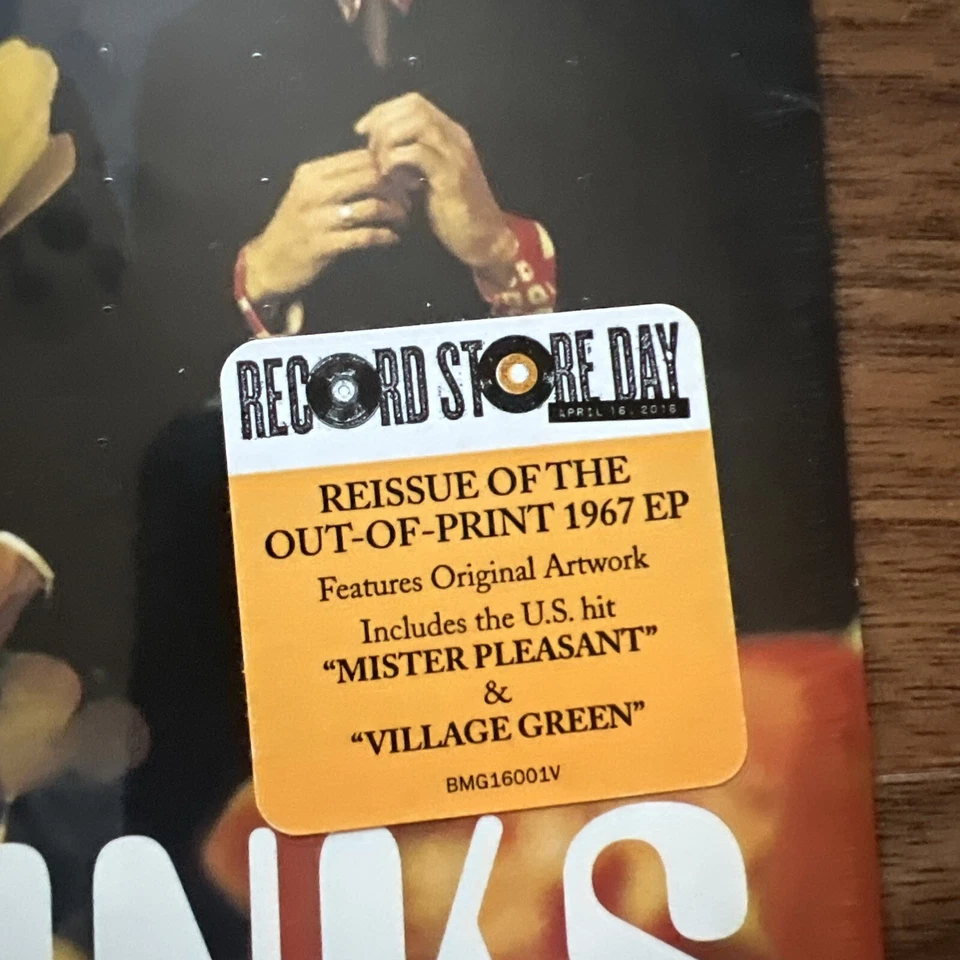 RECORD STORE DAY
APRIL 16, 2016
REISSUE OF THE
OUT-OF-PRINT 1967 EP
Features Original Artwork
Includes the U.S. hit
“MISTER PLEASANT”
&
“VILLAGE GREEN”
BMG16001V
INKS